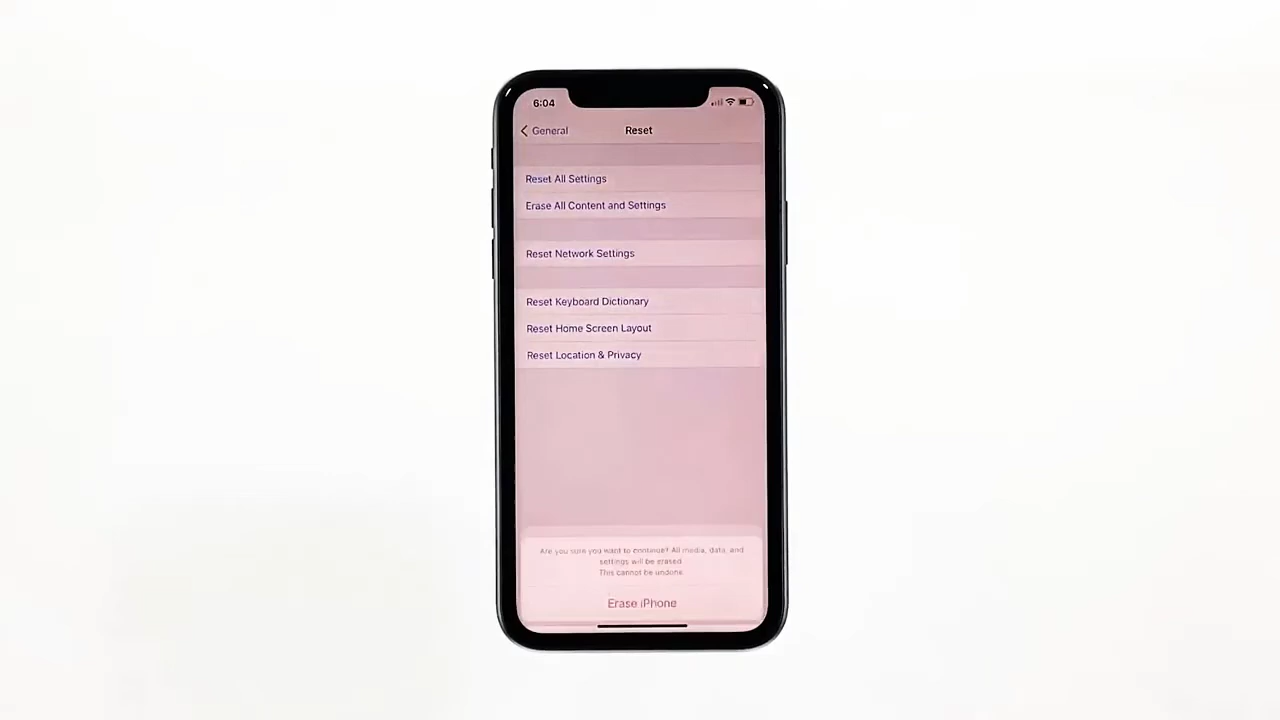 6:04
General
Reset
Reset All Settings
Erase All Content and Settings
Reset Network Settings
Reset Keyboard Dictionary
Reset Home Screen Layout
Reset Location & Privacy
Are you sure you want to continue? All media, data, and
settings will be erased.
This cannot be undone.
Erase iPhone